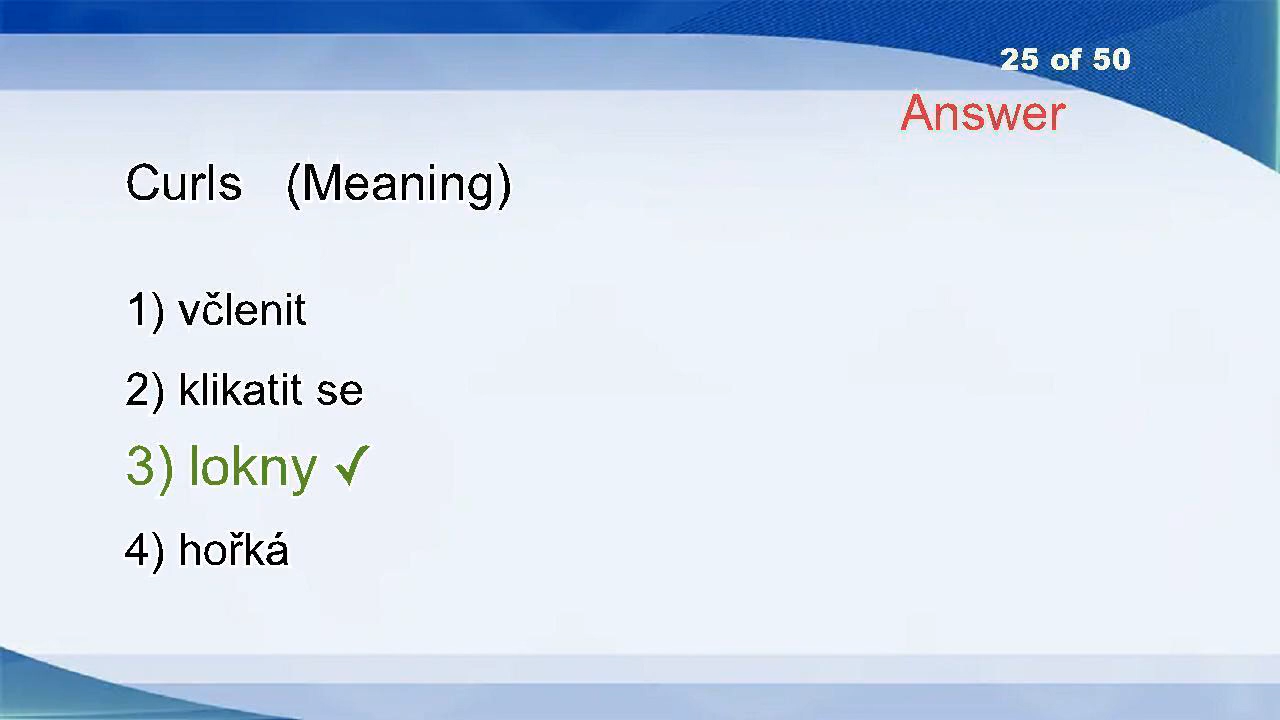 25 of 50
Answer
Curls (Meaning)
1) včlenit
2) klikatit se
3) lokny ✓
4) hořká